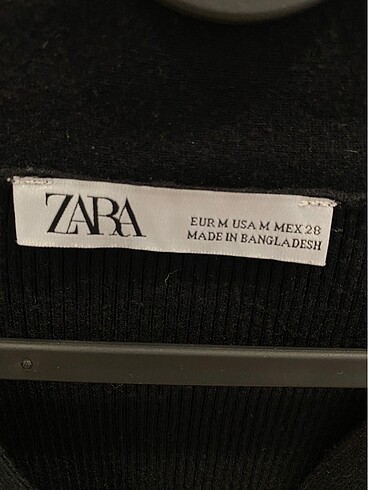 ZARA
EUR M USA M MEX 28
MADE IN BANGLADESH